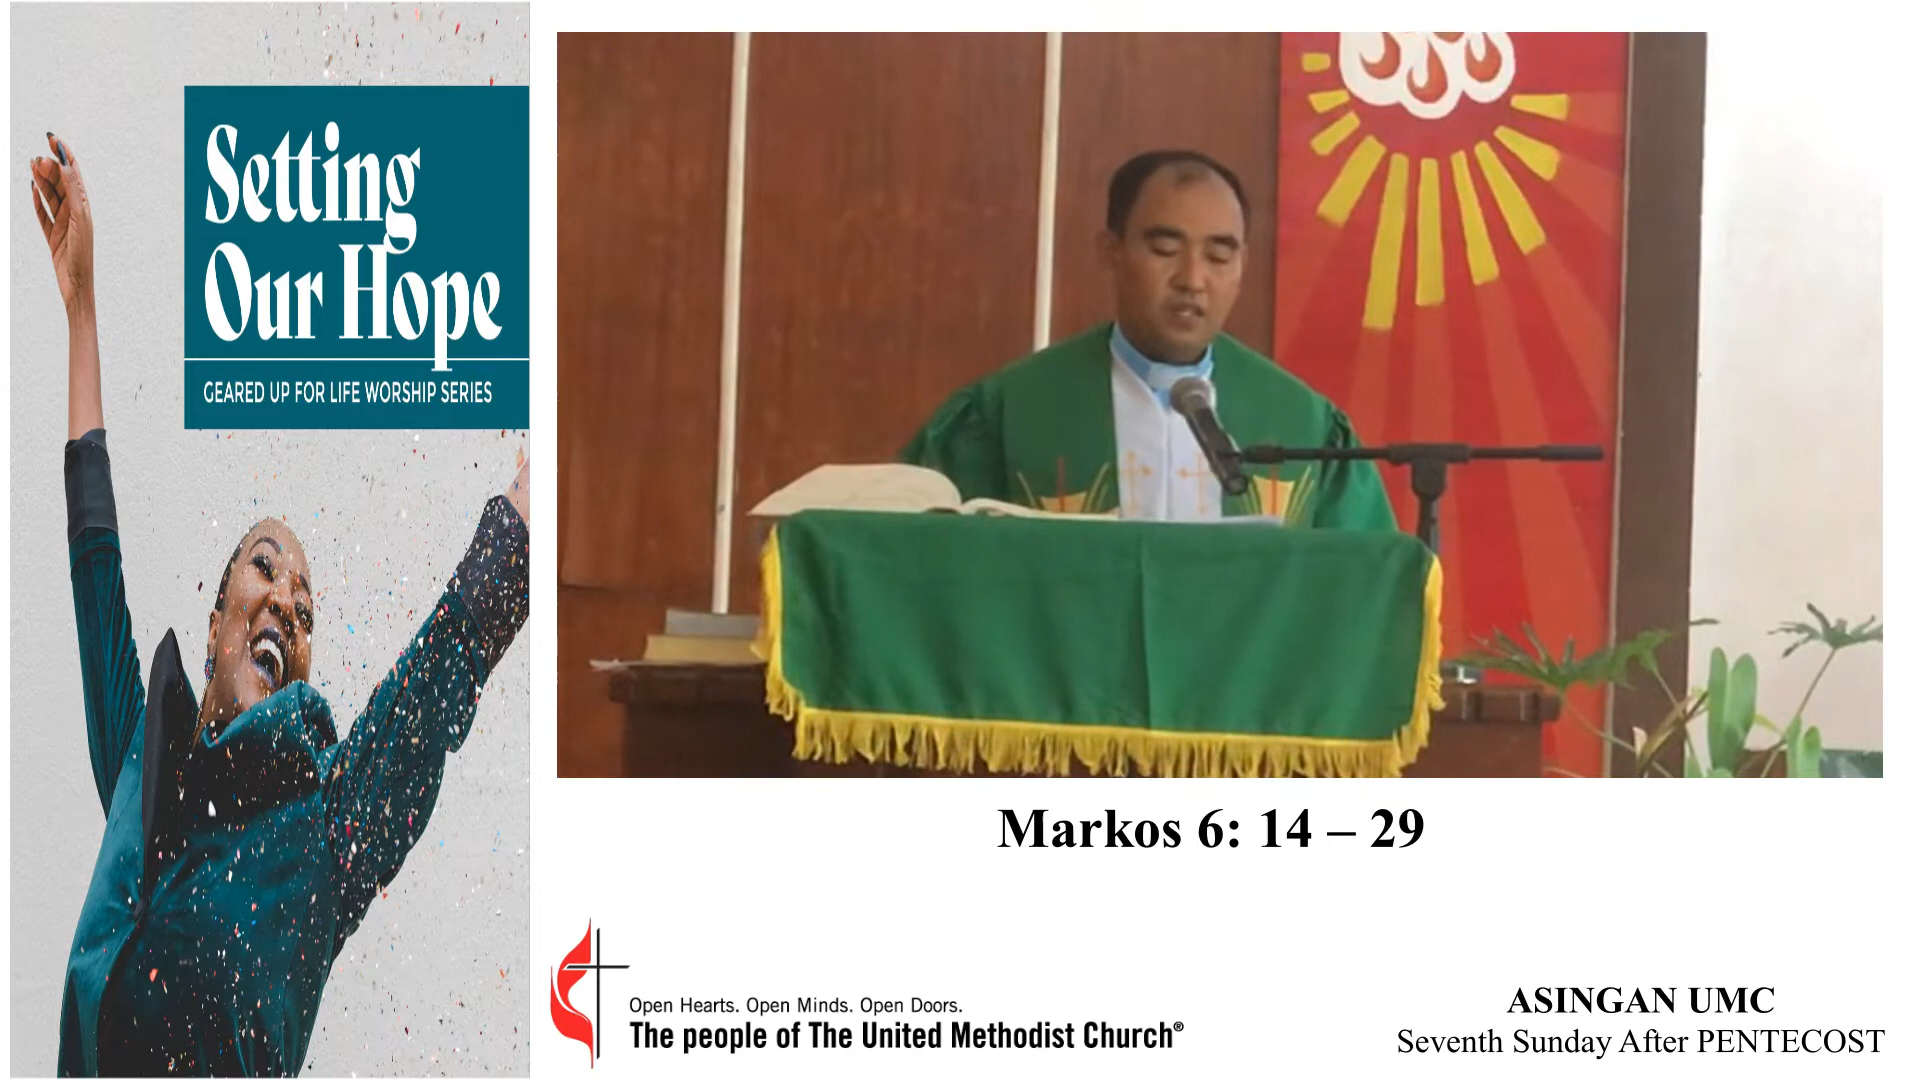 Setting
Our Hope
GEARED UP FOR LIFE WORSHIP SERIES
Markos 6: 14 – 29
Open Hearts. Open Minds. Open Doors.
The people of The United Methodist Church®
ASINGAN UMC
Seventh Sunday After PENTECOST